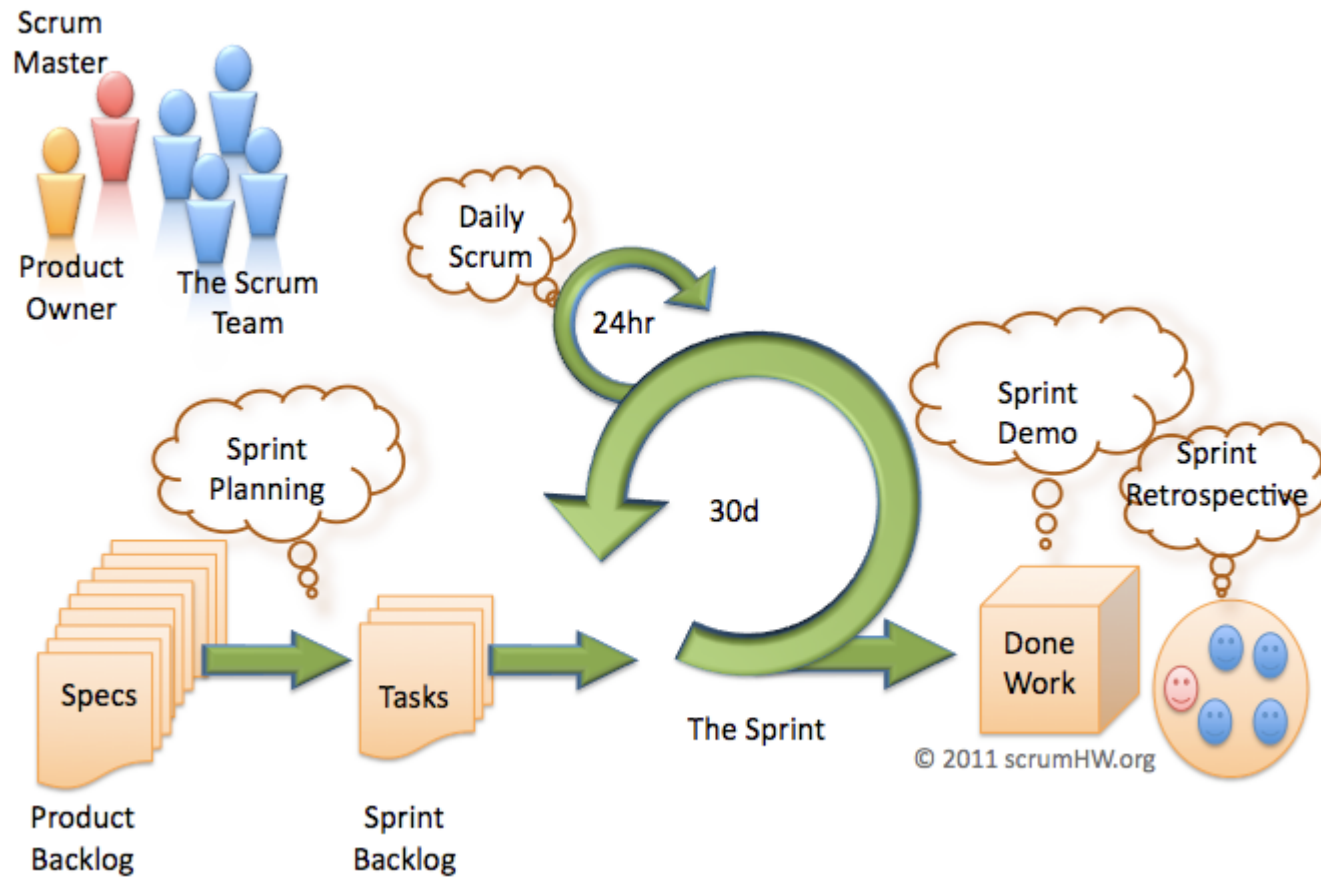 Scrum
Master
Product
Owner
The Scrum
Team
Daily
Scrum
24hr
30d
Sprint
Planning
Sprint
Demo
Sprint
Retrospective
Specs
Tasks
The Sprint
Done
Work
© 2011 scrumHW.org
Product
Backlog
Sprint
Backlog